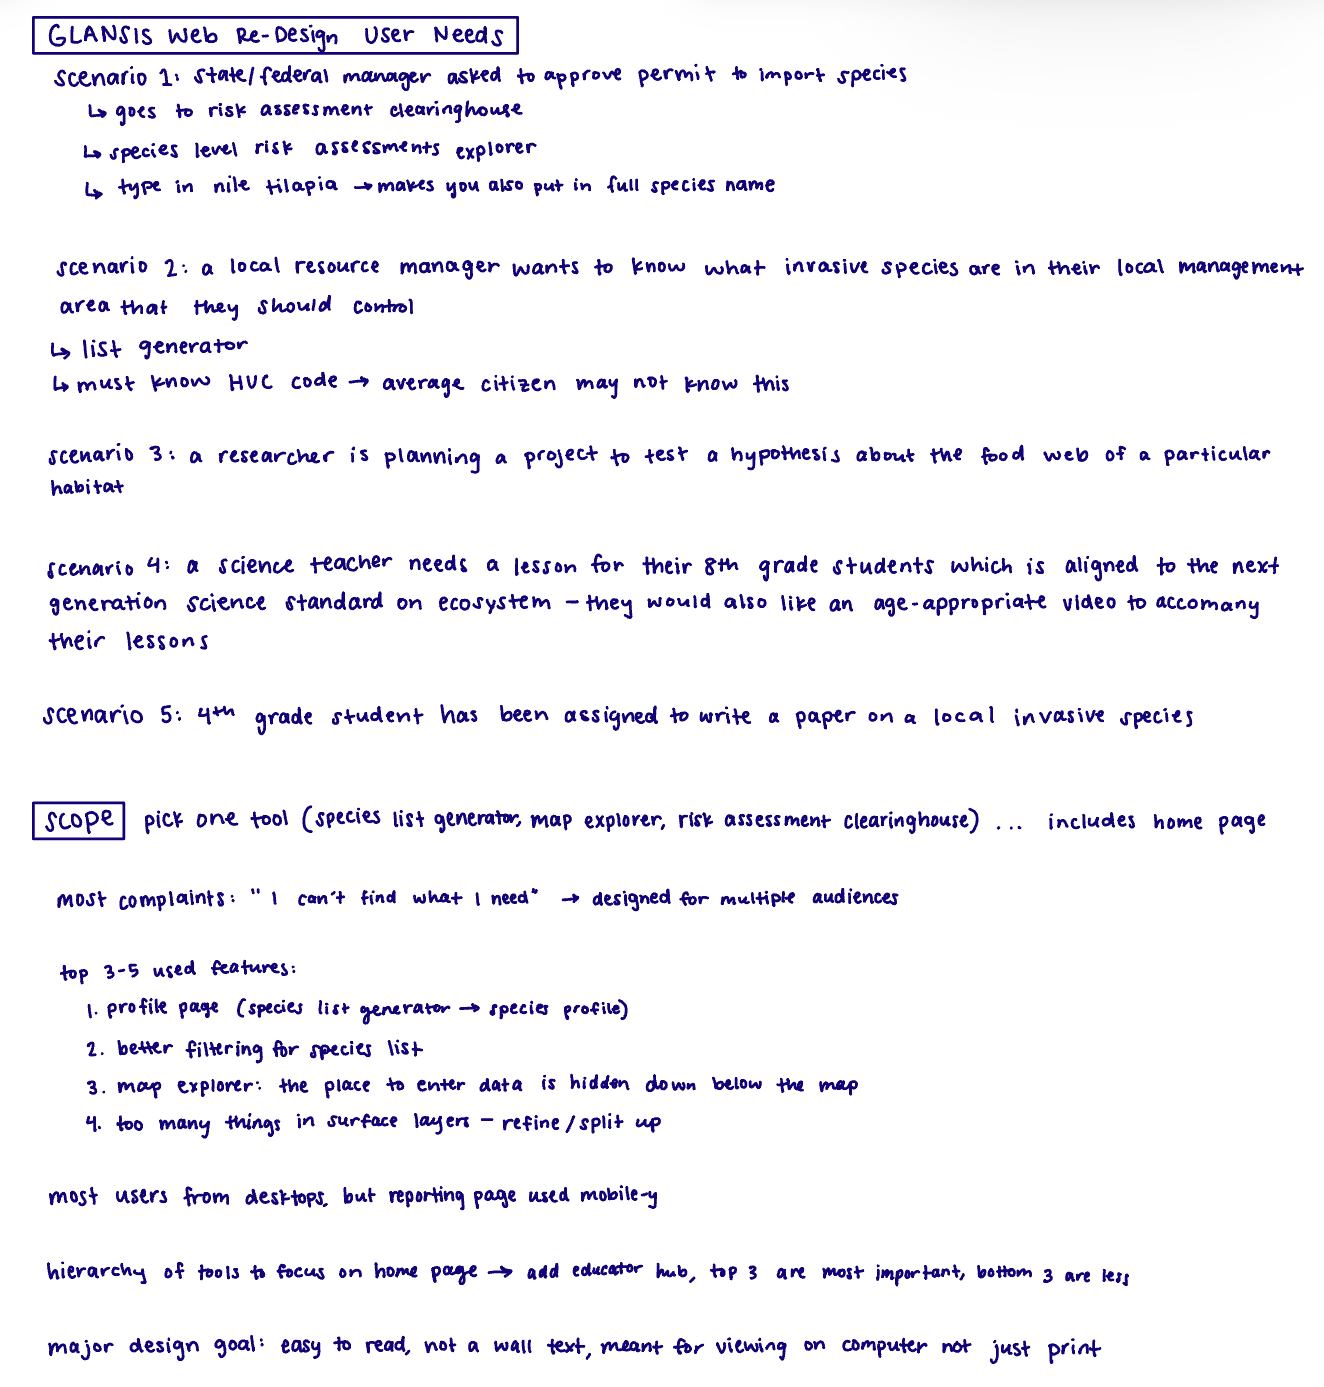 GLANSIS Web Re-Design User Needs
scenario 1: state/federal manager asked to approve permit to import species
↳ goes to risk assessment clearinghouse
↳ species level risk assessments explorer
↳ type in nile tilapia → makes you also put in full species name
scenario 2: a local resource manager wants to know what invasive species are in their local management
area that they should control
↳ list generator
↳ must know HUC code → average citizen may not know this
scenario 3: a researcher is planning a project to test a hypothesis about the food web of a particular
habitat
scenario 4: a science teacher needs a lesson for their 8th grade students which is aligned to the next
generation science standard on ecosystem – they would also like an age-appropriate video to accomany
their lessons
scenario 5: 4th grade student has been assigned to write a paper on a local invasive species
SCOPE pick one tool (species list generator, map explorer, risk assessment clearinghouse) ... includes home page
most complaints: "I can't find what I need" → designed for multiple audiences
top 3-5 used features:
1. profile page (species list generator → species profile)
2. better filtering for species list
3. map explorer: the place to enter data is hidden down below the map
4. too many things in surface layers – refine/split up
most users from desktops, but reporting page used mobile-y
hierarchy of tools to focus on home page → add educator hub, top 3 are most important, bottom 3 are less
major design goal: easy to read, not a wall text, meant for viewing on computer not just print